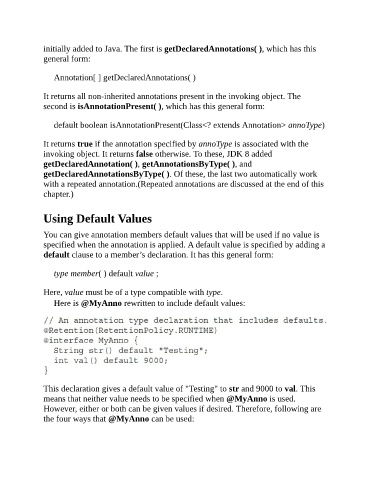 initially added to Java. The first is getDeclaredAnnotations( ), which has this
general form:
Annotation[ ] getDeclaredAnnotations( )
It returns all non-inherited annotations present in the invoking object. The
second is isAnnotationPresent( ), which has this general form:
default boolean isAnnotationPresent(Class<? extends Annotation> annoType)
It returns true if the annotation specified by annoType is associated with the
invoking object. It returns false otherwise. To these, JDK 8 added
getDeclaredAnnotation( ), getAnnotationsByType( ), and
getDeclaredAnnotationsByType( ). Of these, the last two automatically work
with a repeated annotation.(Repeated annotations are discussed at the end of this
chapter.)
Using Default Values
You can give annotation members default values that will be used if no value is
specified when the annotation is applied. A default value is specified by adding a
default clause to a member’s declaration. It has this general form:
type member( ) default value ;
Here, value must be of a type compatible with type.
Here is @MyAnno rewritten to include default values:
// An annotation type declaration that includes defaults.
@Retention(RetentionPolicy.RUNTIME)
@interface MyAnno {
String str() default "Testing";
int val() default 9000;
}
This declaration gives a default value of "Testing" to str and 9000 to val. This
means that neither value needs to be specified when @MyAnno is used.
However, either or both can be given values if desired. Therefore, following are
the four ways that @MyAnno can be used: